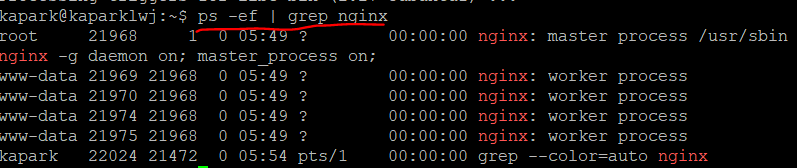 kapark@kaparklwj:~$ ps -ef | grep nginx
root 21968 1 0 05:49 ? 00:00:00 nginx: master process /usr/sbin
nginx -g daemon on; master_process on;
www-data 21969 21968 0 05:49 ? 00:00:00 nginx: worker process
www-data 21970 21968 0 05:49 ? 00:00:00 nginx: worker process
www-data 21974 21968 0 05:49 ? 00:00:00 nginx: worker process
www-data 21975 21968 0 05:49 ? 00:00:00 nginx: worker process
kapark 22024 21472 0 05:54 pts/1 00:00:00 grep --color=auto nginx